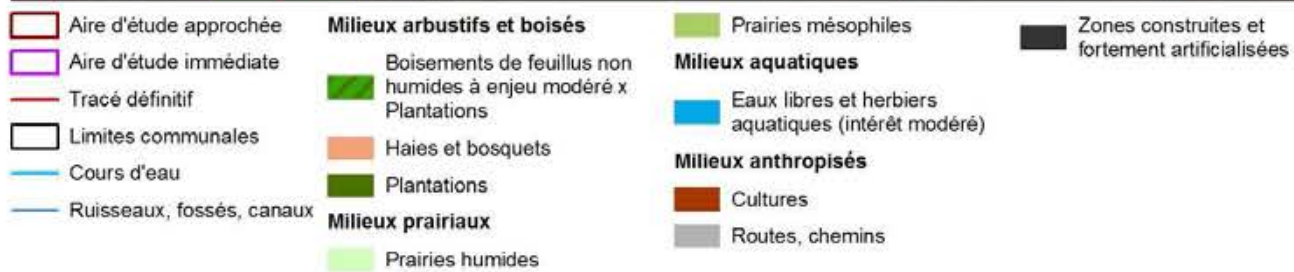 Aire d'étude approchée
Aire d'étude immédiate
Tracé définitif
Limites communales
Cours d'eau
Ruisseaux, fossés, canaux
Milieux arbustifs et boisés
Boisements de feuillus non
humides à enjeu modéré x
Plantations
Haies et bosquets
Plantations
Milieux prairiaux
Prairies humides
Prairies mésophiles
Milieux aquatiques
Eaux libres et herbiers
aquatiques (intérêt modéré)
Milieux anthropisés
Cultures
Routes, chemins
Zones construites et
fortement artificialisées